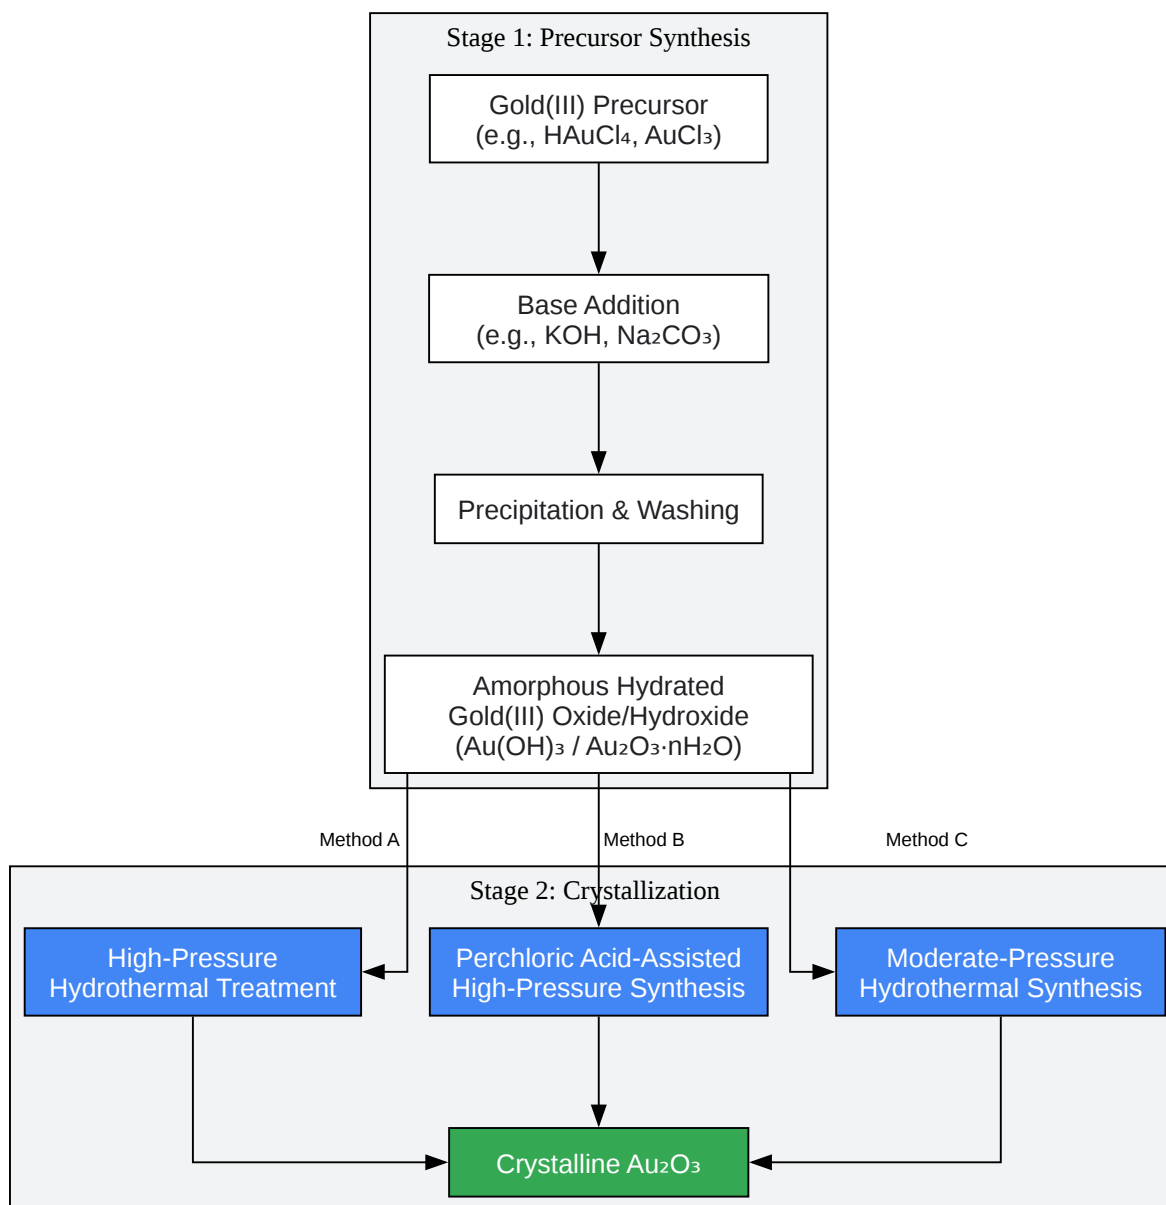 Stage 1: Precursor Synthesis
Gold(III) Precursor
(e.g., HAuCl₄, AuCl₃)
Base Addition
(e.g., KOH, Na₂CO₃)
Precipitation & Washing
Amorphous Hydrated
Gold(III) Oxide/Hydroxide
(Au(OH)₃ / Au₂O₃·nH₂O)
Method A
Method B
Method C
Stage 2: Crystallization
High-Pressure
Hydrothermal Treatment
Perchloric Acid-Assisted
High-Pressure Synthesis
Moderate-Pressure
Hydrothermal Synthesis
Crystalline Au₂O₃